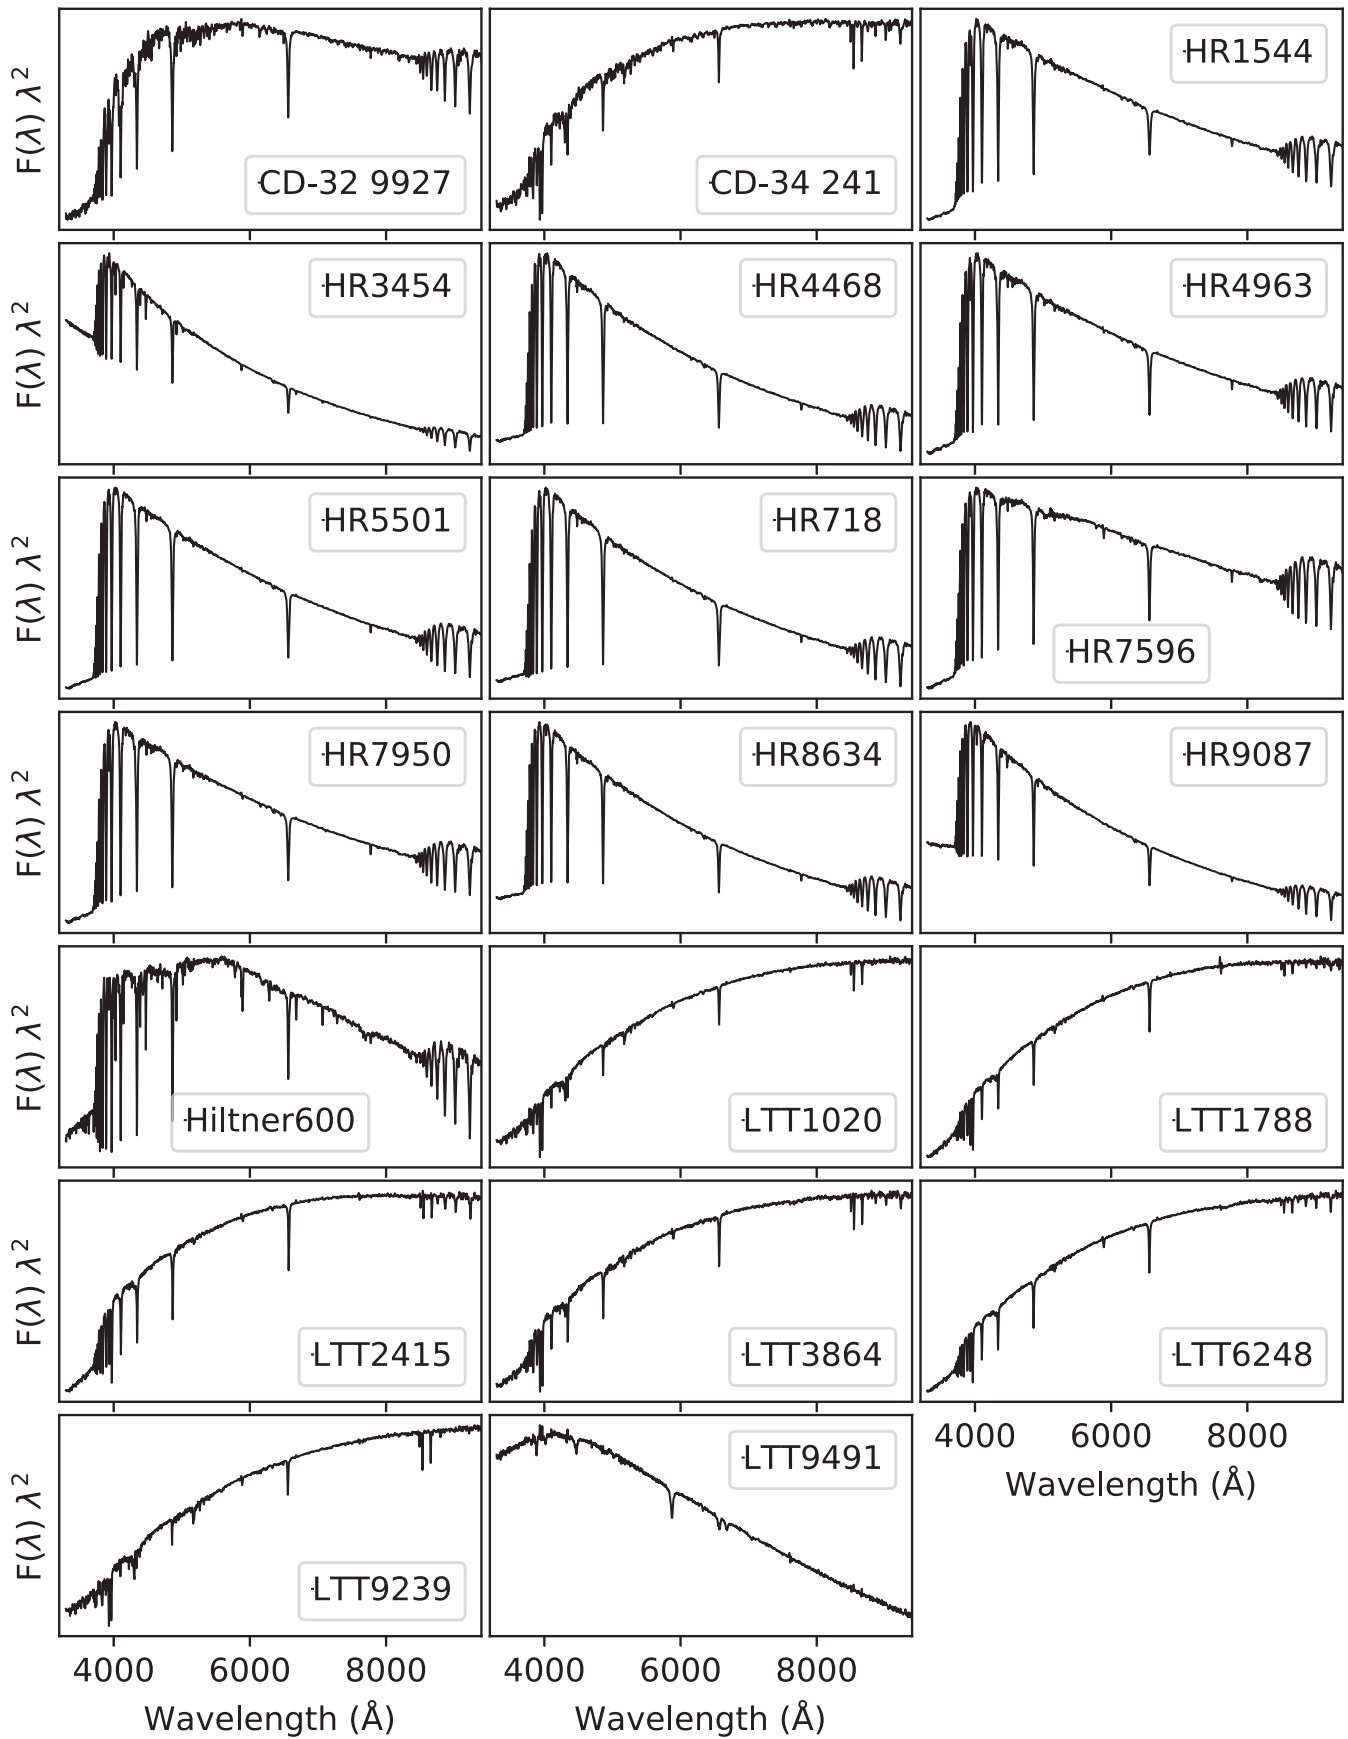 F(λ) λ²
CD-32 9927
CD-34 241
HR1544
F(λ) λ²
HR3454
HR4468
HR4963
F(λ) λ²
HR5501
HR718
HR7596
F(λ) λ²
HR7950
HR8634
HR9087
F(λ) λ²
Hiltner600
LTT1020
LTT1788
F(λ) λ²
LTT2415
LTT3864
LTT6248
F(λ) λ²
LTT9239
LTT9491
4000 6000 8000
Wavelength (Å)
4000 6000 8000
Wavelength (Å)
4000 6000 8000
Wavelength (Å)